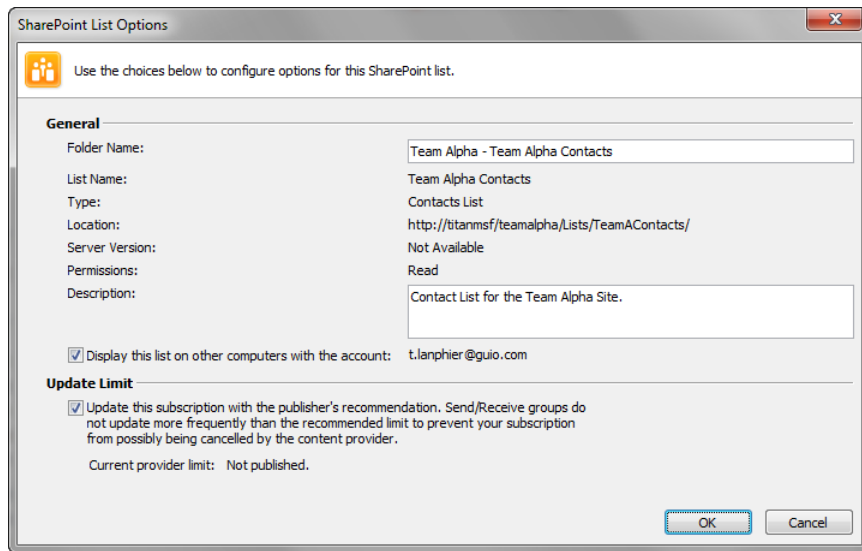 SharePoint List Options
Use the choices below to configure options for this SharePoint list.
General
Folder Name: Team Alpha - Team Alpha Contacts
List Name: Team Alpha Contacts
Type: Contacts List
Location: http://titanmsf/teamalpha/Lists/TeamAContacts/
Server Version: Not Available
Permissions: Read
Description: Contact List for the Team Alpha Site.
Display this list on other computers with the account: t.lanphier@guio.com
Update Limit
Update this subscription with the publisher's recommendation. Send/Receive groups do
not update more frequently than the recommended limit to prevent your subscription
from possibly being cancelled by the content provider.
Current provider limit: Not published.
OK Cancel